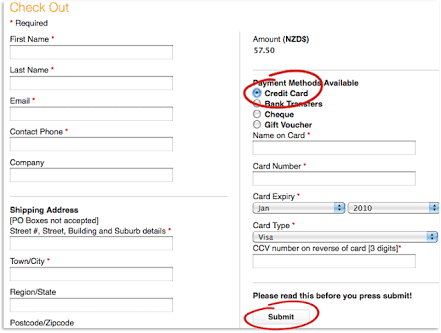 Check Out
* Required
First Name *
Last Name *
Email *
Contact Phone *
Company
Shipping Address
[PO Boxes not accepted]
Street #, Street, Building and Suburb details *
Town/City *
Region/State
Postcode/Zipcode
Amount (NZD$)
57.50
Payment Methods Available
Credit Card
Bank Transfers
Cheque
Gift Voucher
Name on Card *
Card Number *
Card Expiry *
Jan 2010
Card Type *
Visa
CCV number on reverse of card [3 digits]*
Please read this before you press submit!
Submit